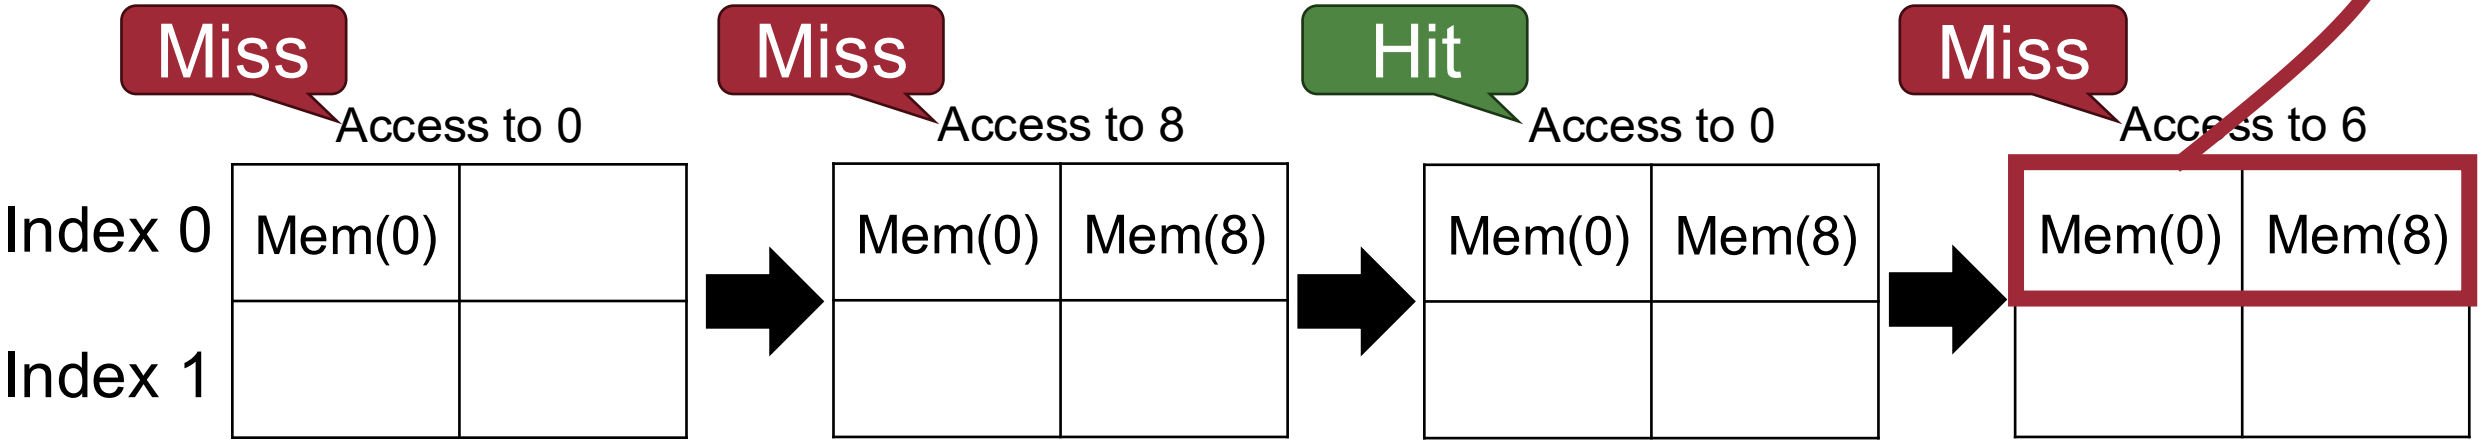 Miss Miss Hit Miss
Access to 0 Access to 8 Access to 0 Access to 6
Index 0 Mem(0) Mem(0) Mem(8) Mem(0) Mem(8) Mem(0) Mem(8)
Index 1